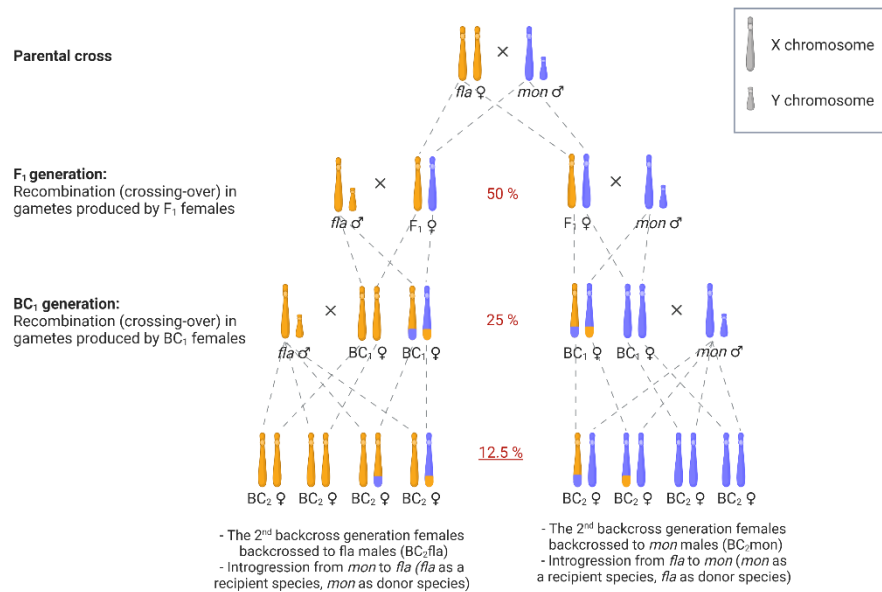 Parental cross
×
fla ♀
mon ♂
X chromosome
Y chromosome
F₁ generation:
Recombination (crossing-over) in
gametes produced by F₁ females
×
fla ♂
F₁ ♀
50 %
×
F₁ ♀
mon ♂
BC₁ generation:
Recombination (crossing-over) in
gametes produced by BC₁ females
×
fla ♂
BC₁ ♀
BC₁ ♀
25 %
×
BC₁ ♀
BC₁ ♀
mon ♂
12.5 %
BC₂ ♀
BC₂ ♀
BC₂ ♀
BC₂ ♀
BC₂ ♀
BC₂ ♀
BC₂ ♀
BC₂ ♀
- The 2nd backcross generation females
backcrossed to fla males (BC₂fla)
- Introgression from mon to fla (fla as a
recipient species, mon as donor species)
- The 2nd backcross generation females
backcrossed to mon males (BC₂mon)
- Introgression from fla to mon (mon as
a recipient species, fla as donor species)